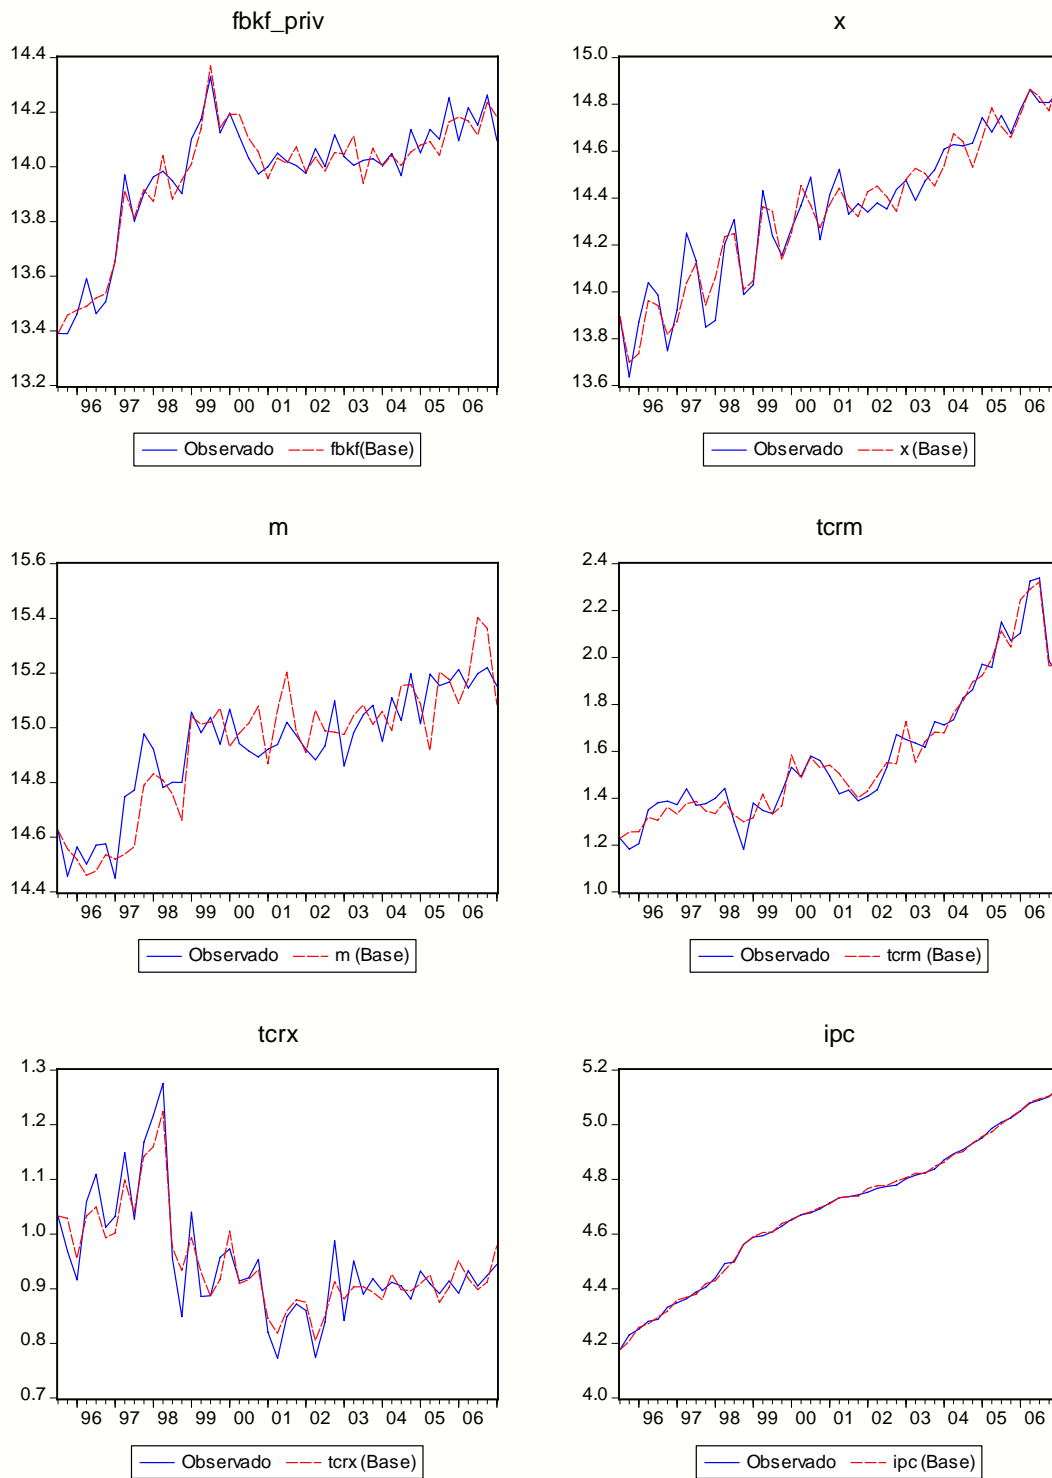 fbkf_priv
14.4
14.2
14.0
13.8
13.6
13.4
13.2
96 97 98 99 00 01 02 03 04 05 06
Observado fbkf(Base)
x
15.0
14.8
14.6
14.4
14.2
14.0
13.8
13.6
96 97 98 99 00 01 02 03 04 05 06
Observado x (Base)
m
15.6
15.4
15.2
15.0
14.8
14.6
14.4
96 97 98 99 00 01 02 03 04 05 06
Observado m (Base)
tcrm
2.4
2.2
2.0
1.8
1.6
1.4
1.2
1.0
96 97 98 99 00 01 02 03 04 05 06
Observado tcrm (Base)
tcrx
1.3
1.2
1.1
1.0
0.9
0.8
0.7
96 97 98 99 00 01 02 03 04 05 06
Observado tcrx (Base)
ipc
5.2
5.0
4.8
4.6
4.4
4.2
4.0
96 97 98 99 00 01 02 03 04 05 06
Observado ipc (Base)